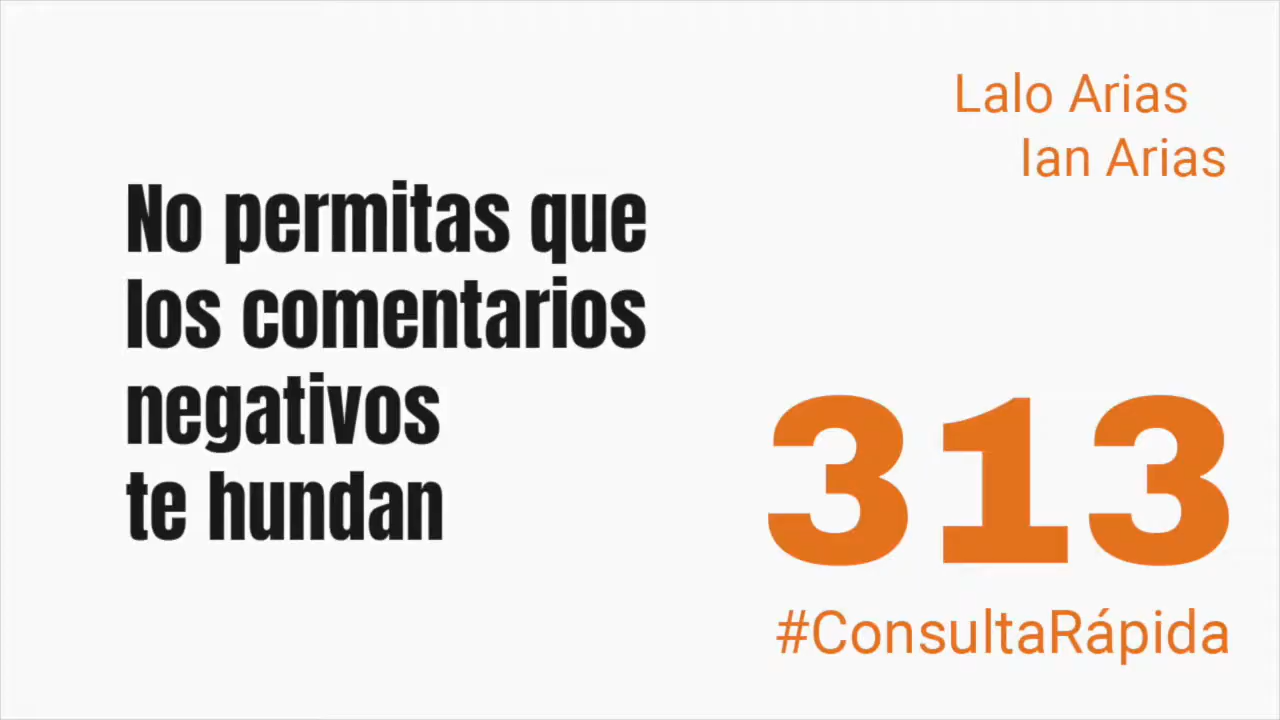 Lalo Arias
Ian Arias
No permitas que
los comentarios
negativos
te hundan
313
#ConsultaRápida